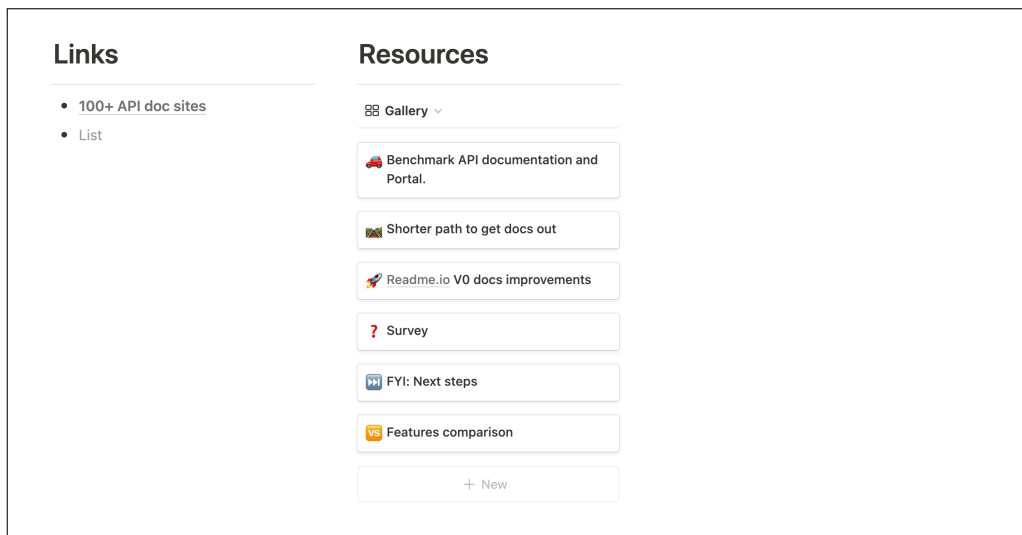 Links
100+ API doc sites
List
Resources
Gallery
Benchmark API documentation and
Portal.
Shorter path to get docs out
Readme.io V0 docs improvements
❓ Survey
FYI: Next steps
🆚 Features comparison
+ New